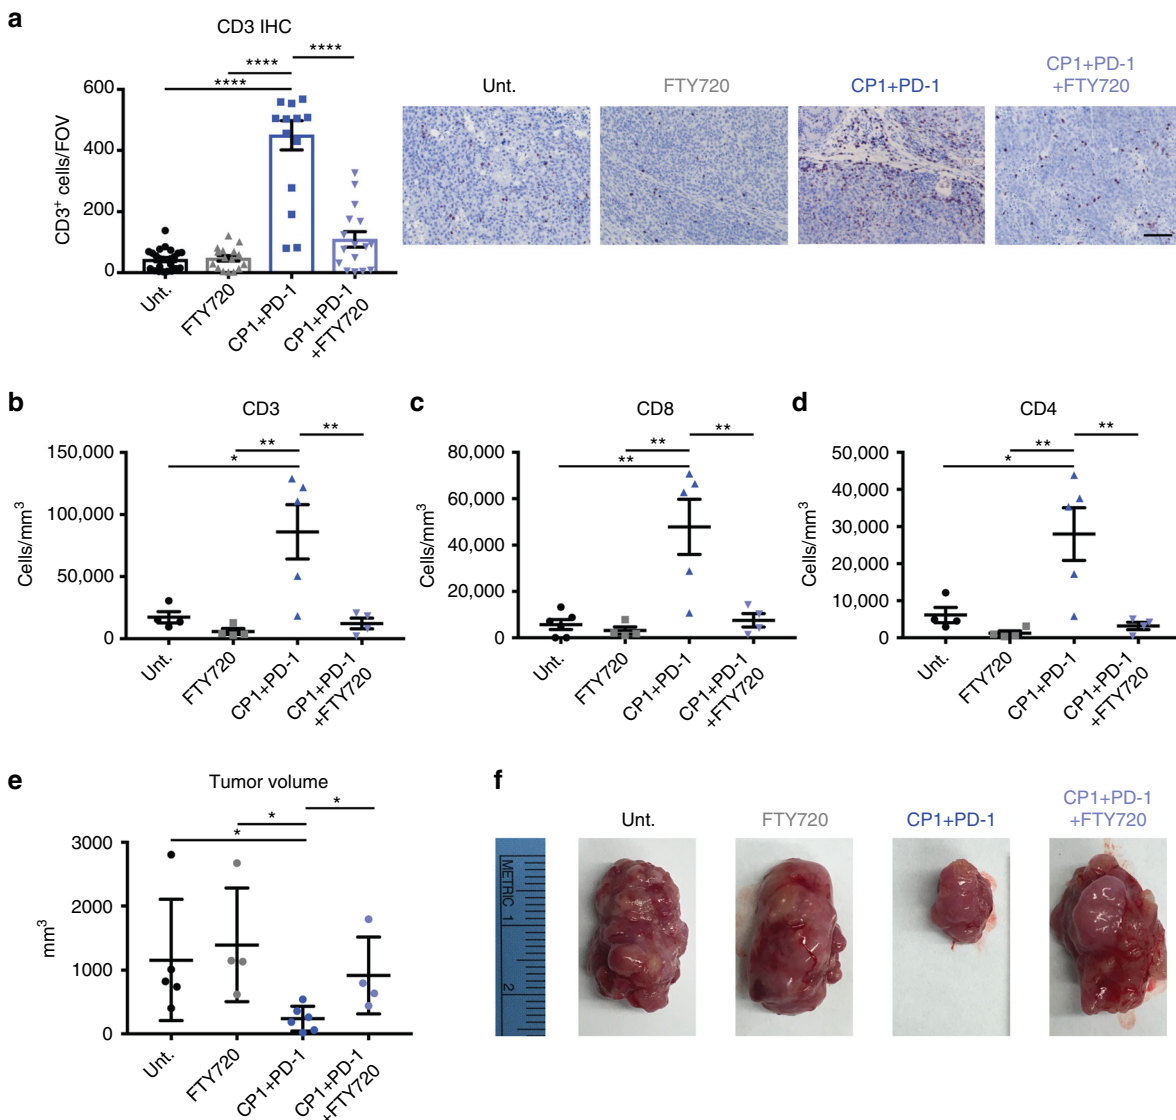 a
CD3 IHC
****
****
****
CD3+ cells/FOV
600
400
200
0
Unt.
FTY720
CP1+PD-1
CP1+PD-1
+FTY720
Unt.
FTY720
CP1+PD-1
CP1+PD-1
+FTY720
b
CD3
**
**
*
Cells/mm3
150,000
100,000
50,000
0
Unt.
FTY720
CP1+PD-1
CP1+PD-1
+FTY720
c
CD8
**
**
**
Cells/mm3
80,000
60,000
40,000
20,000
0
Unt.
FTY720
CP1+PD-1
CP1+PD-1
+FTY720
d
CD4
**
**
*
Cells/mm3
50,000
40,000
30,000
20,000
10,000
0
Unt.
FTY720
CP1+PD-1
CP1+PD-1
+FTY720
e
Tumor volume
*
*
*
mm3
3000
2000
1000
0
Unt.
FTY720
CP1+PD-1
CP1+PD-1
+FTY720
f
Unt.
FTY720
CP1+PD-1
CP1+PD-1
+FTY720
METRIC 1
2